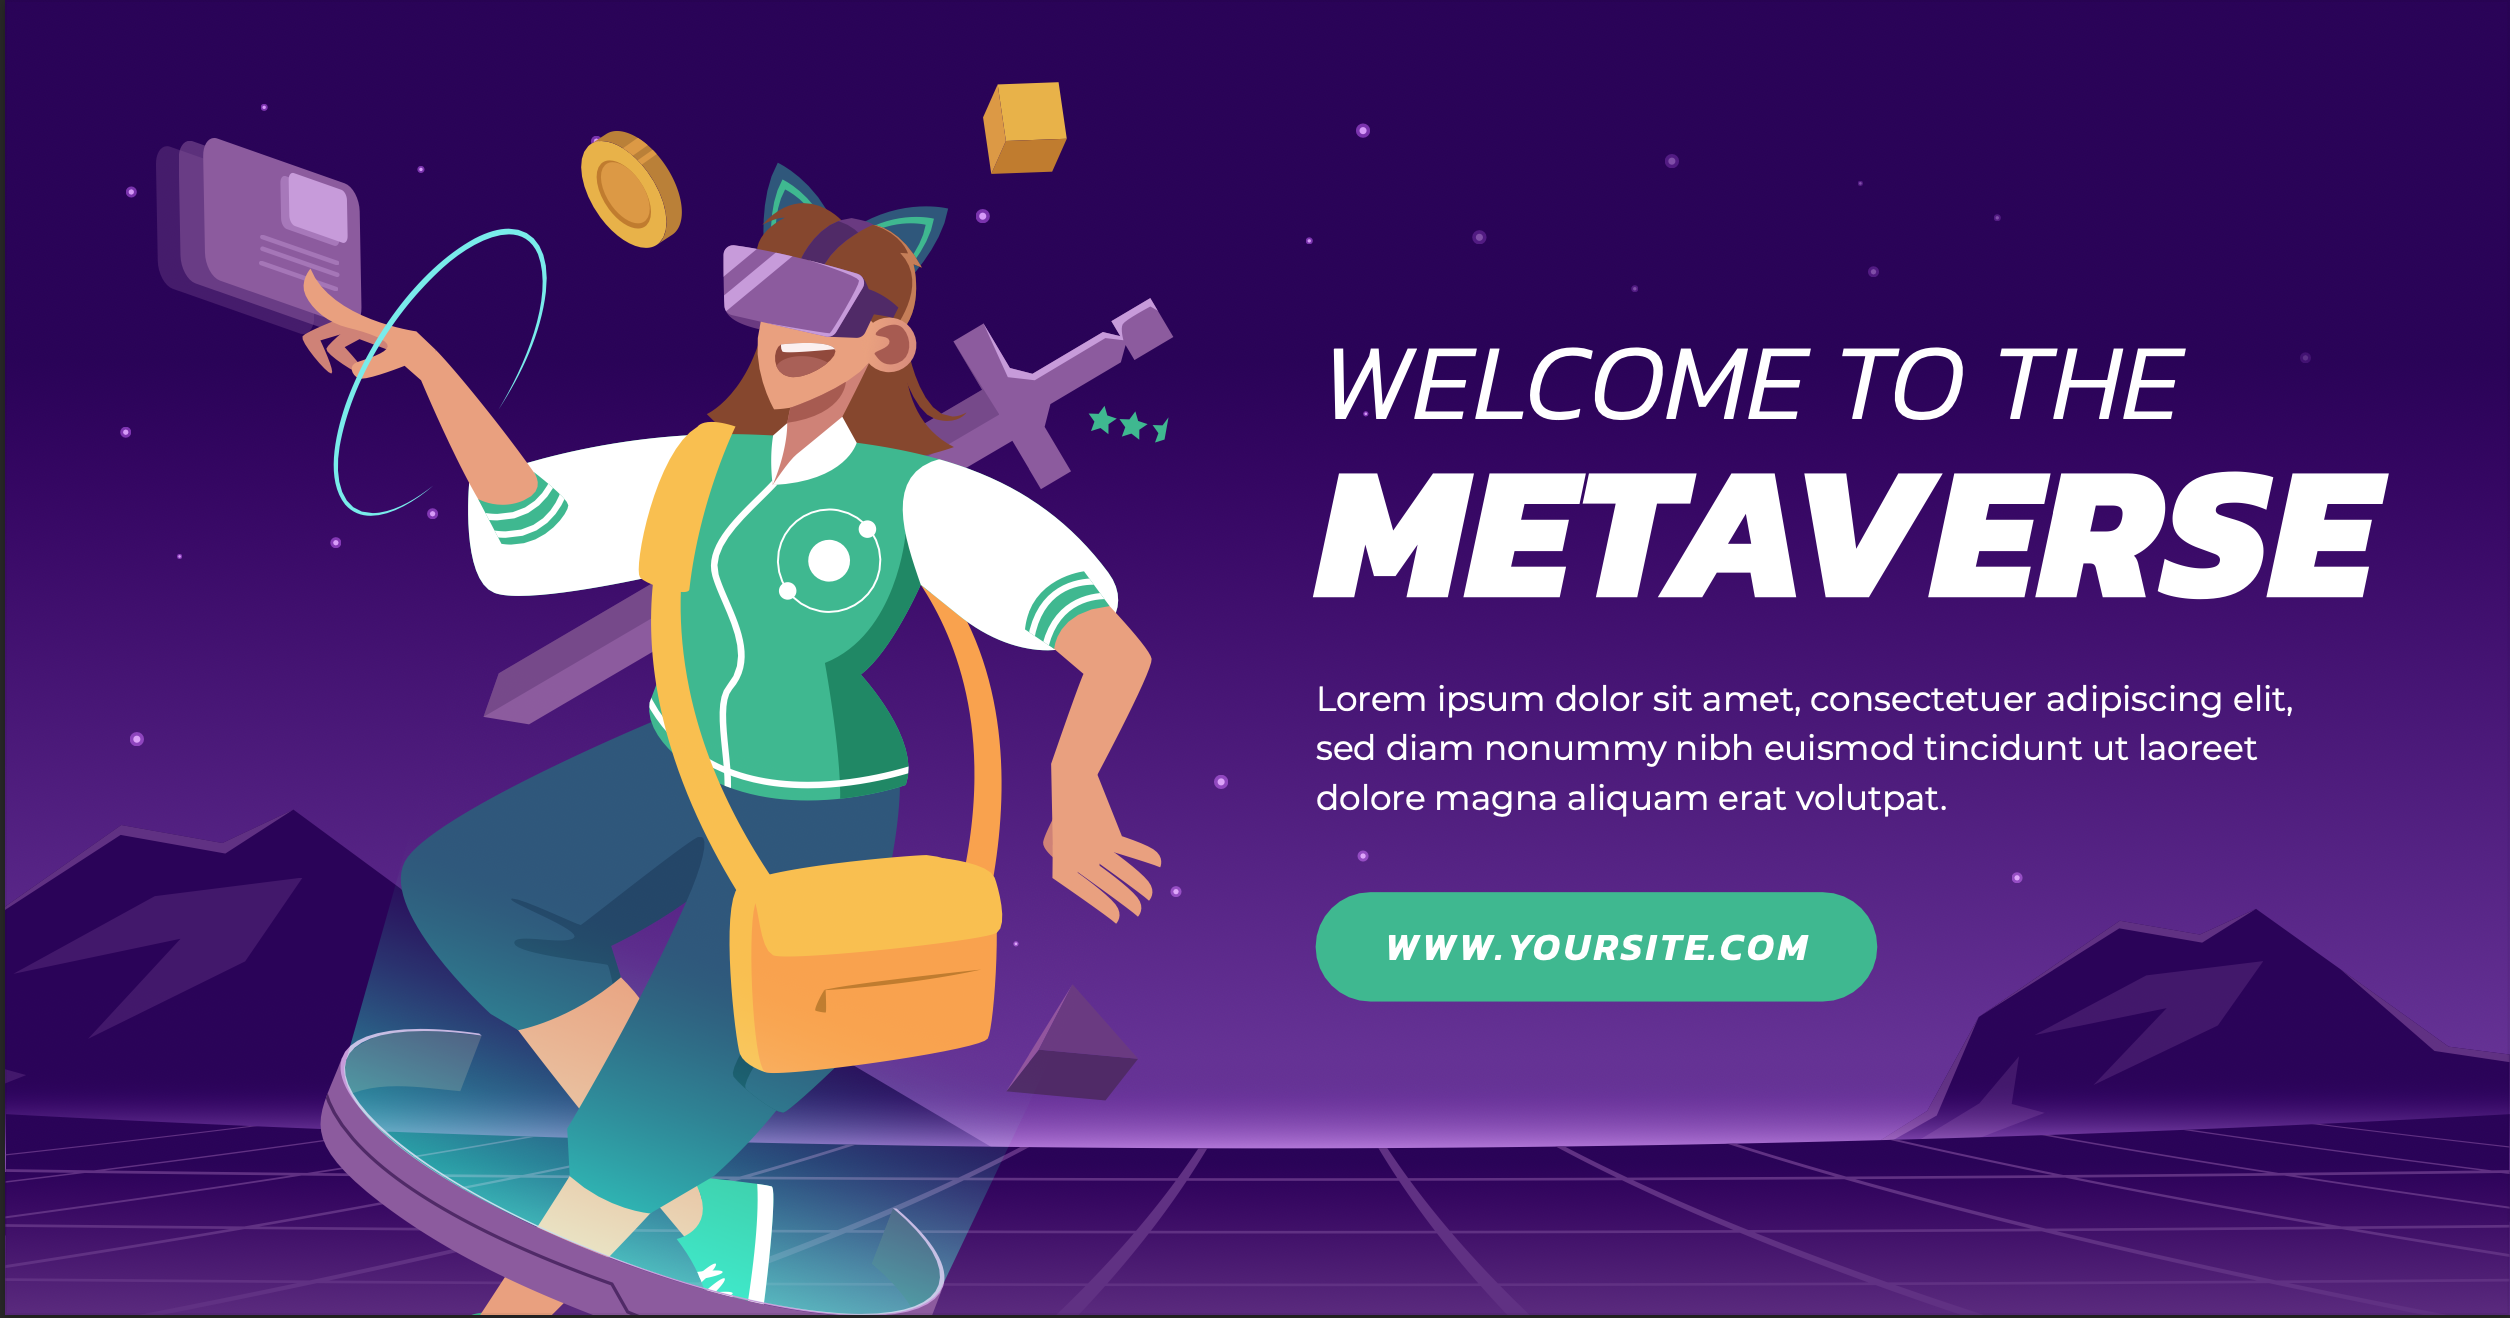 WELCOME TO THE
METAVERSE
Lorem ipsum dolor sit amet, consectetuer adipiscing elit,
sed diam nonummy nibh euismod tincidunt ut laoreet
dolore magna aliquam erat volutpat.
WWW.YOURSITE.COM